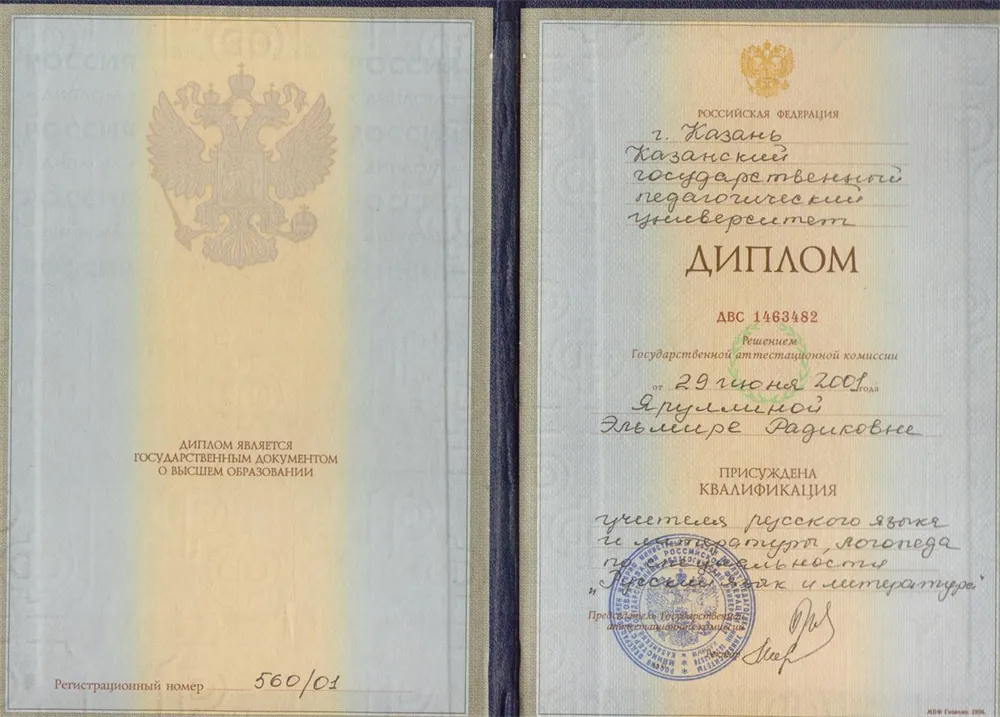 ДИПЛОМ ЯВЛЯЕТСЯ
ГОСУДАРСТВЕННЫМ ДОКУМЕНТОМ
О ВЫСШЕМ ОБРАЗОВАНИИ
Регистрационный номер 560/01
РОССИЙСКАЯ ФЕДЕРАЦИЯ
г. Казань
Казанский
государственный
педагогический
университет
ДИПЛОМ
ДВС 1463482
Решением
Государственной аттестационной комиссии
от 29 июня 2001 года
Яруллиной
Эльмире Радиковне
ПРИСУЖДЕНА
КВАЛИФИКАЦИЯ
учителя русского языка
и литературы, логопеда
по специальности
"Русский язык и литература"
Председатель Государственной
аттестационной комиссии